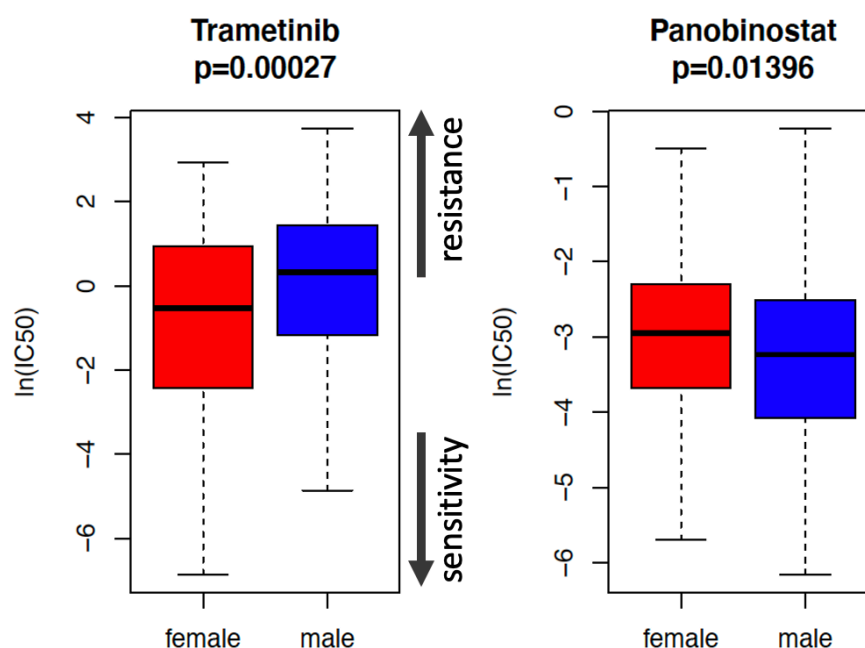 Trametinib
p=0.00027
ln(IC50)
4
2
0
−2
−4
−6
female
male
resistance
sensitivity
Panobinostat
p=0.01396
ln(IC50)
0
−1
−2
−3
−4
−5
−6
female
male